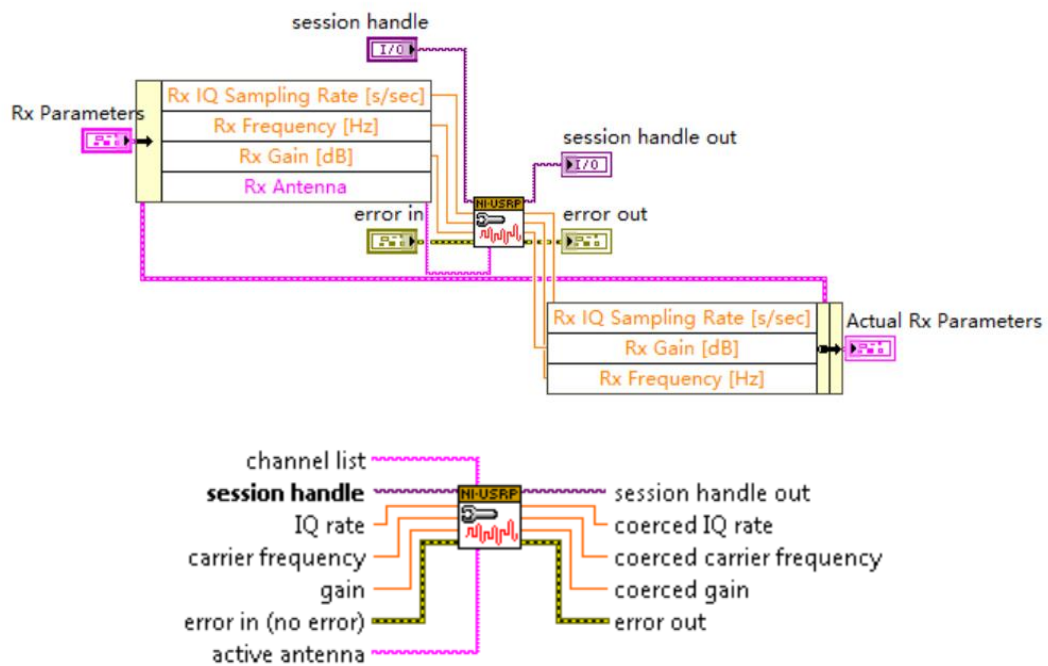 session handle
I/O
Rx Parameters
Rx IQ Sampling Rate [s/sec]
Rx Frequency [Hz]
Rx Gain [dB]
Rx Antenna
session handle out
I/O
NI-USRP
error in
error out
Rx IQ Sampling Rate [s/sec]
Rx Gain [dB]
Rx Frequency [Hz]
Actual Rx Parameters
channel list
session handle
NI-USRP
session handle out
IQ rate
coerced IQ rate
carrier frequency
coerced carrier frequency
gain
coerced gain
error in (no error)
error out
active antenna